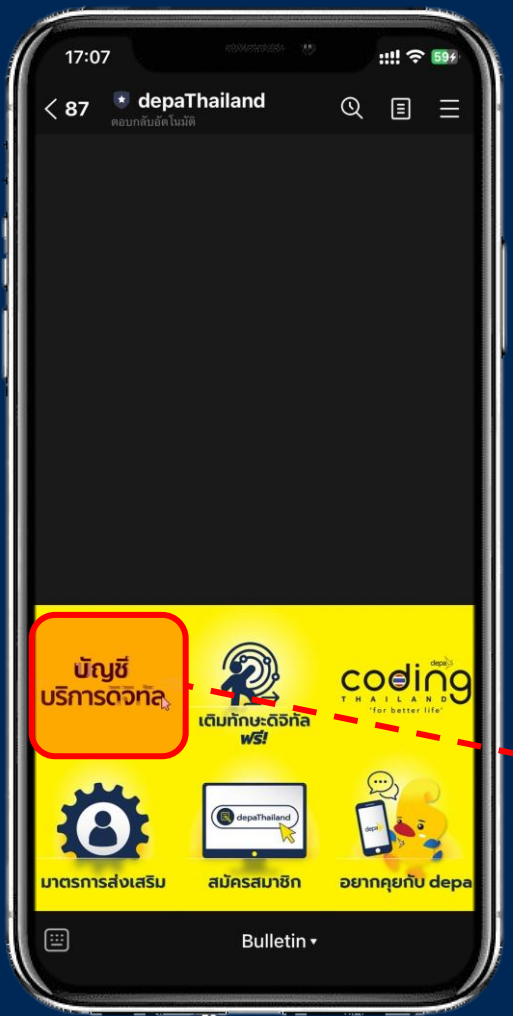 17:07
59
87
depaThailand
ตอบกลับอัตโนมัติ
บัญชี
บริการดิจิทัล
เติมทักษะดิจิทัล
ฟรี!
depa
coding
THAILAND
'for better life'
depaThailand
depa
มาตรการส่งเสริม
สมัครสมาชิก
อยากคุยกับ depa
Bulletin